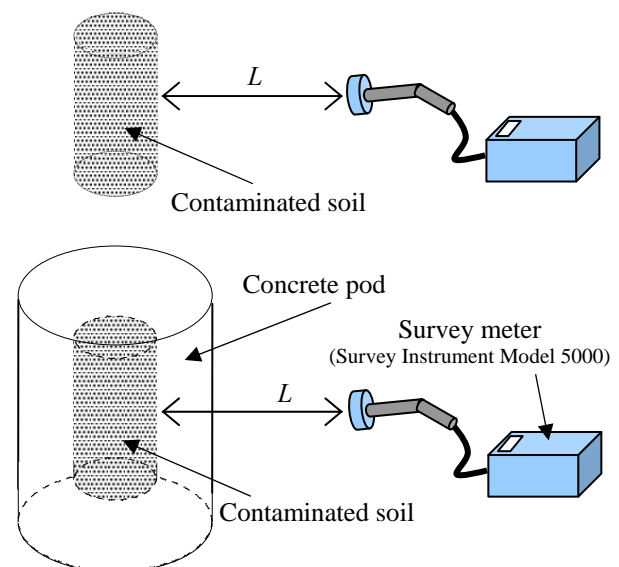 L
Contaminated soil
Concrete pod
Survey meter
(Survey Instrument Model 5000)
L
Contaminated soil